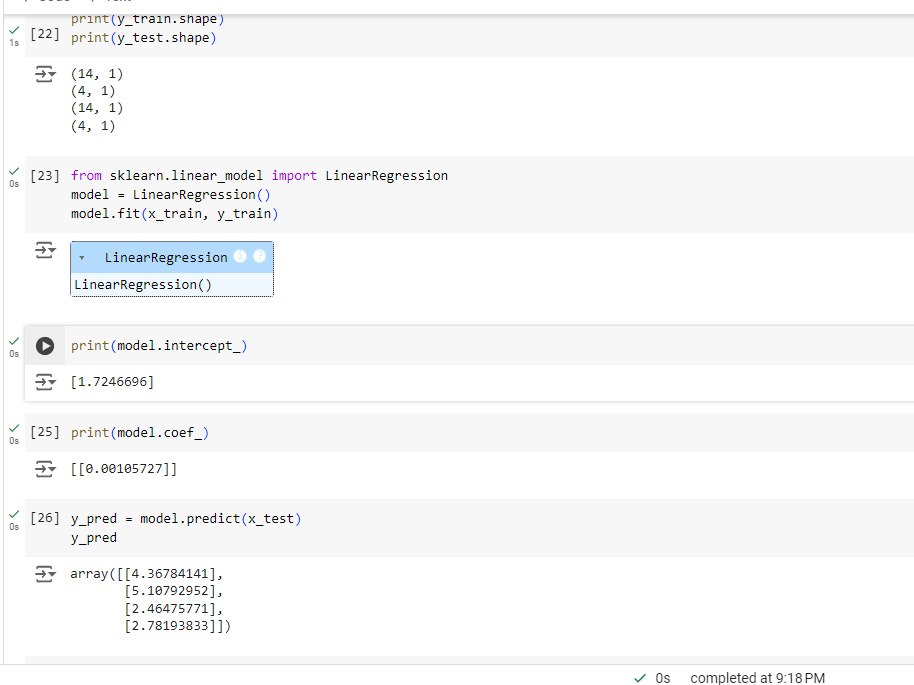 print(y_train.shape)
1s
[22] print(y_test.shape)
(14, 1)
(4, 1)
(14, 1)
(4, 1)
0s
[23] from sklearn.linear_model import LinearRegression
model = LinearRegression()
model.fit(x_train, y_train)
LinearRegression i ?
LinearRegression()
0s
print(model.intercept_)
[1.7246696]
0s
[25] print(model.coef_)
[[0.00105727]]
0s
[26] y_pred = model.predict(x_test)
y_pred
array([[4.36784141],
[5.10792952],
[2.46475771],
[2.78193833]])
0s completed at 9:18 PM